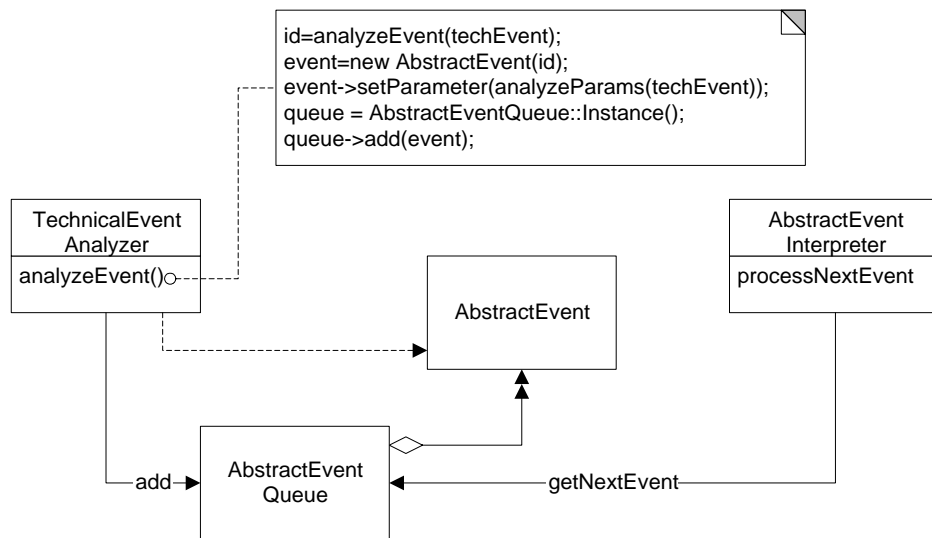 id=analyzeEvent(techEvent);
event=new AbstractEvent(id);
event->setParameter(analyzeParams(techEvent));
queue = AbstractEventQueue::Instance();
queue->add(event);
TechnicalEvent
Analyzer
analyzeEvent()
AbstractEvent
Interpreter
processNextEvent
AbstractEvent
AbstractEvent
Queue
add
getNextEvent